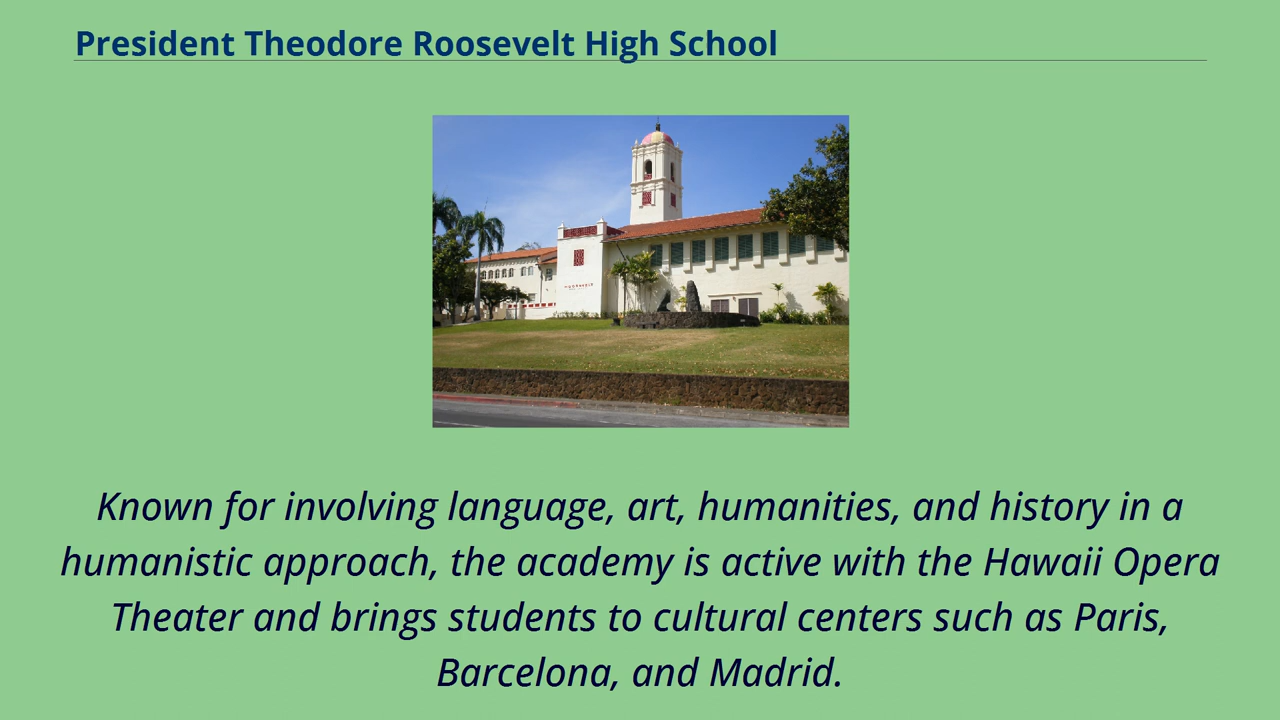 President Theodore Roosevelt High School
ROOSEVELT
Known for involving language, art, humanities, and history in a
humanistic approach, the academy is active with the Hawaii Opera
Theater and brings students to cultural centers such as Paris,
Barcelona, and Madrid.